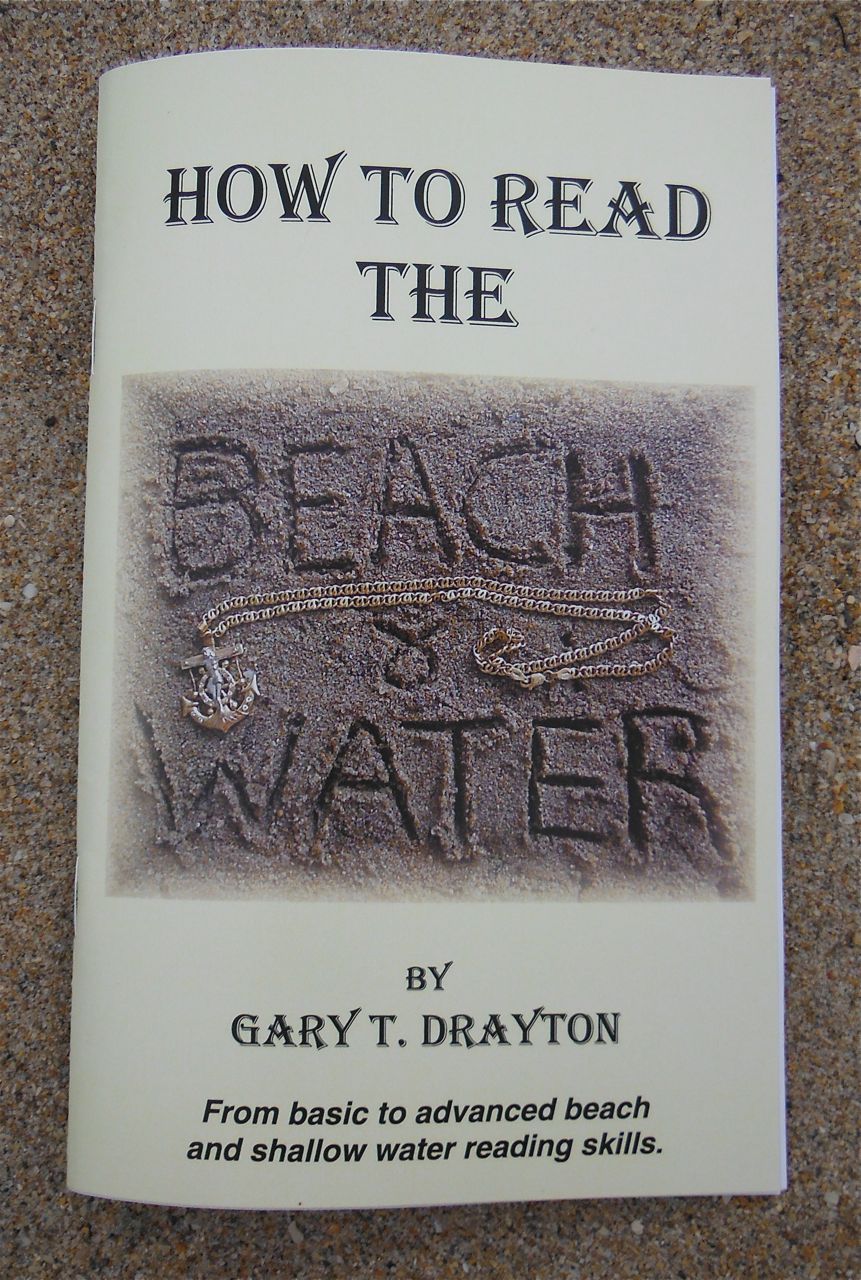 HOW TO READ
THE
BEACH
&
WATER
BY
GARY T. DRAYTON
From basic to advanced beach
and shallow water reading skills.